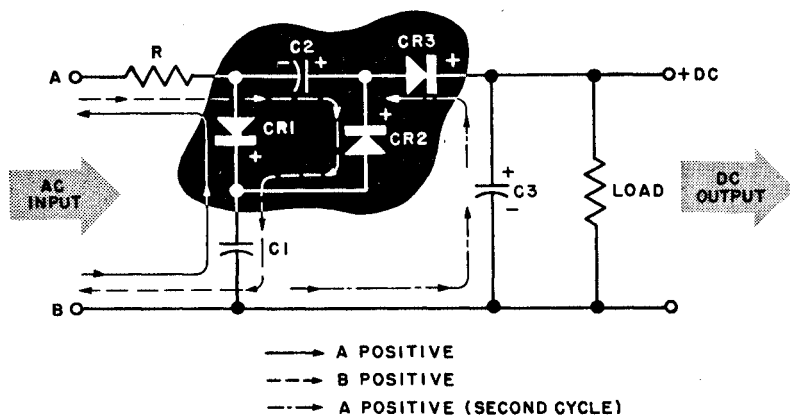 C2
CR3
R
- +
+
A
+ DC
CR1
+
+
CR2
AC
INPUT
+
C3
-
LOAD
DC
OUTPUT
C1
B
A POSITIVE
B POSITIVE
A POSITIVE (SECOND CYCLE)